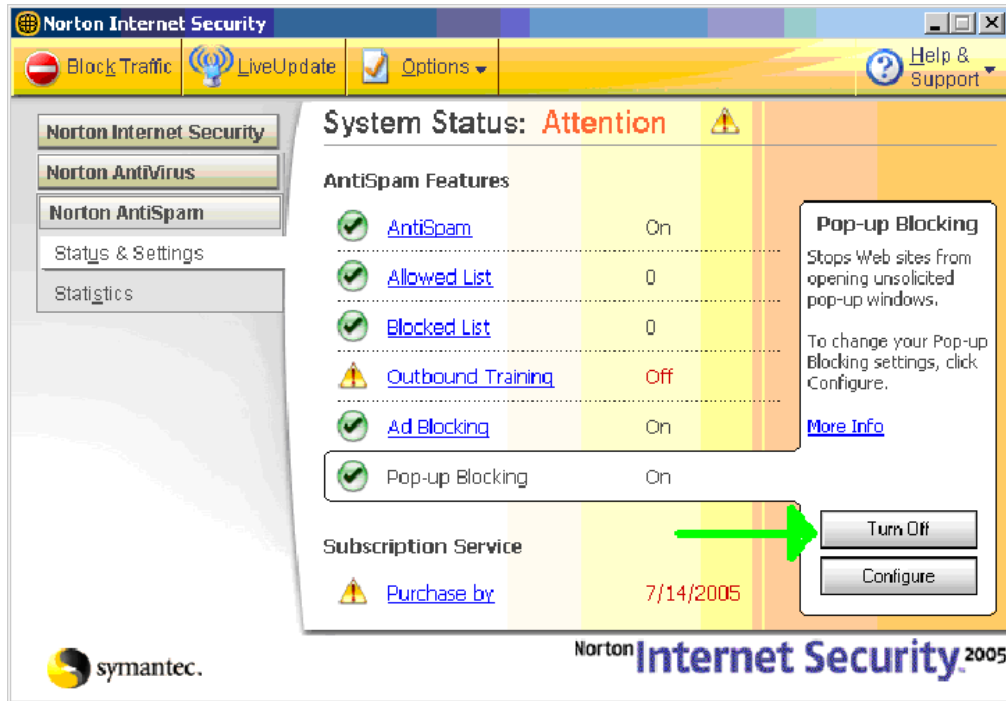 Norton Internet Security
Block Traffic
LiveUpdate
Options
Help & Support
Norton Internet Security
Norton AntiVirus
Norton AntiSpam
Status & Settings
Statistics
System Status: Attention
AntiSpam Features
AntiSpam On
Allowed List 0
Blocked List 0
Outbound Training Off
Ad Blocking On
Pop-up Blocking On
Subscription Service
Purchase by 7/14/2005
Pop-up Blocking
Stops Web sites from
opening unsolicited
pop-up windows.
To change your Pop-up
Blocking settings, click
Configure.
More Info
Turn Off
Configure
symantec.
Norton Internet Security 2005